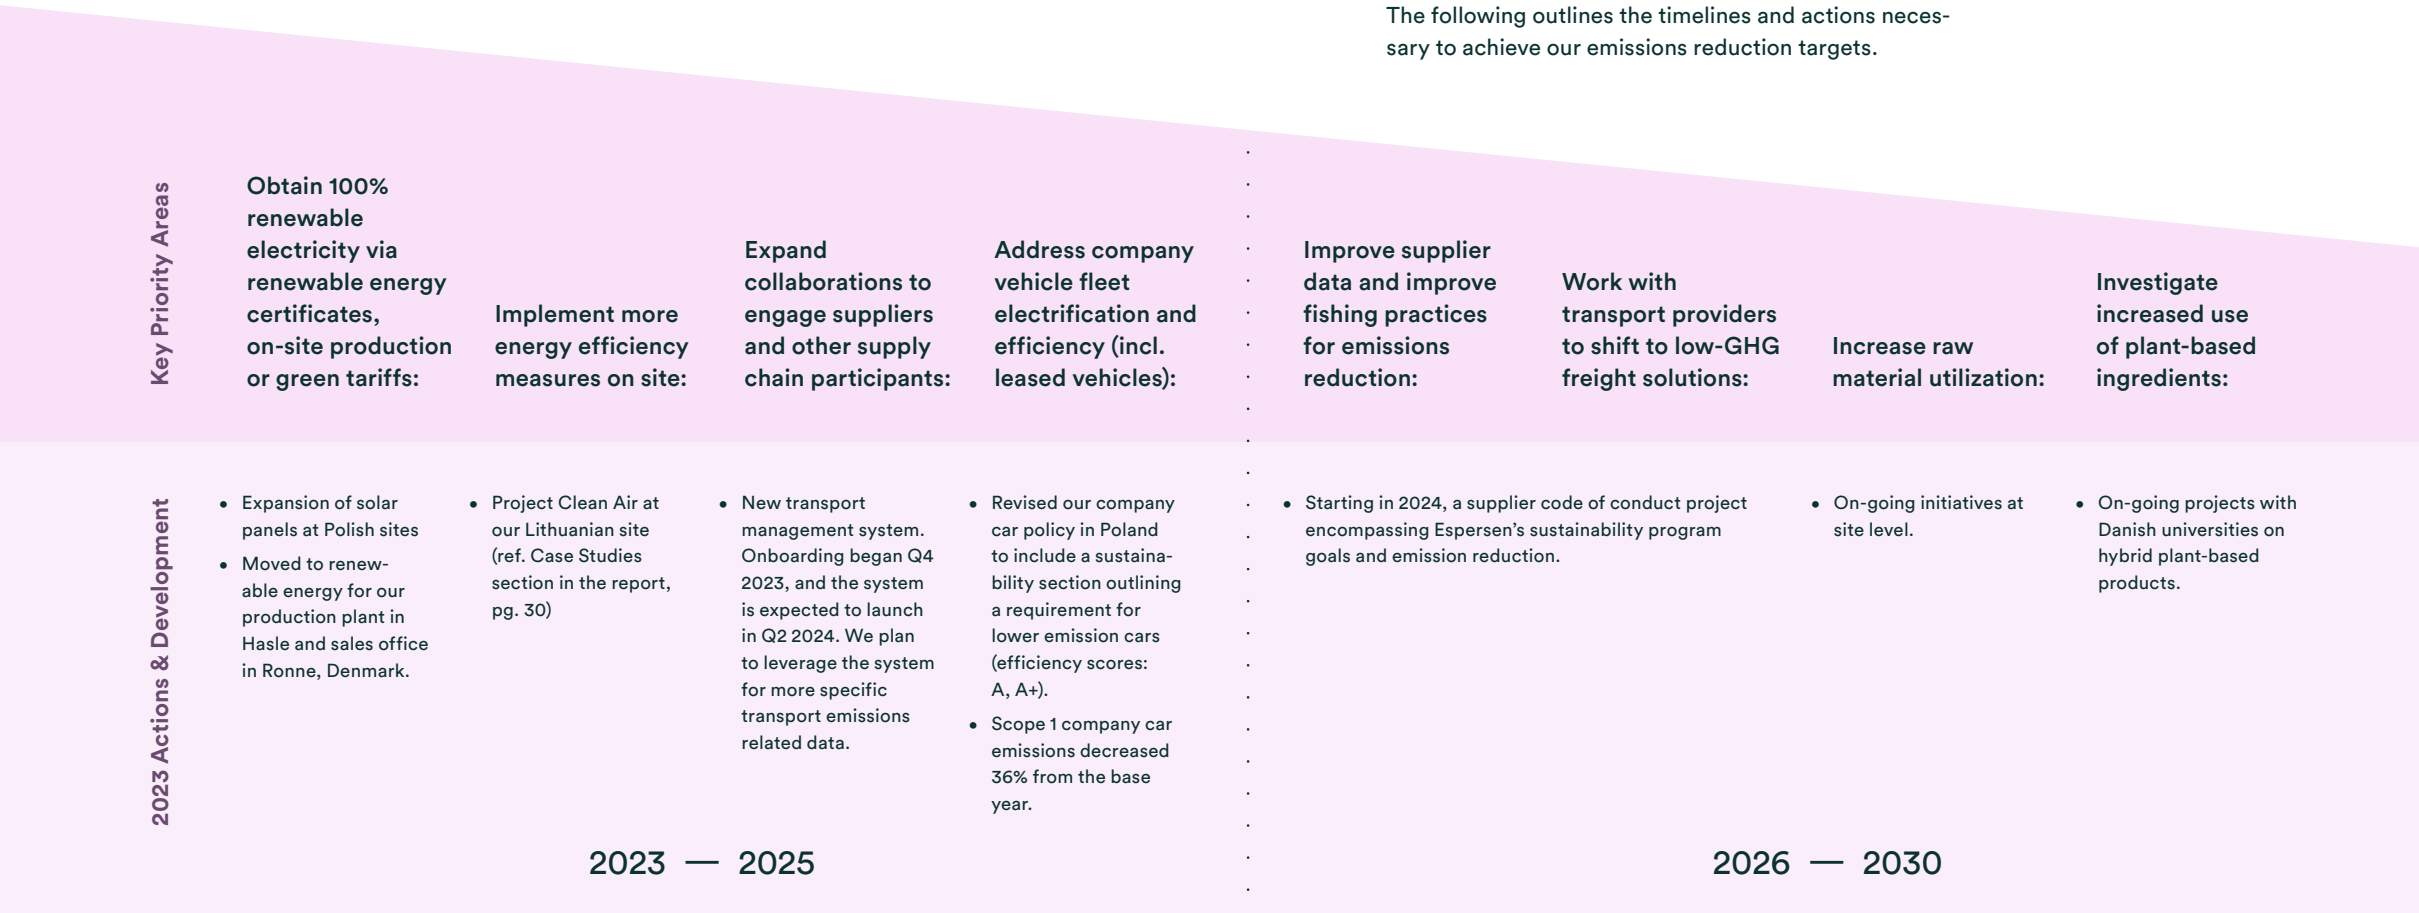 The following outlines the timelines and actions neces-
sary to achieve our emissions reduction targets.
Key Priority Areas
Obtain 100%
renewable
electricity via
renewable energy
certificates,
on-site production
or green tariffs:
Implement more
energy efficiency
measures on site:
Expand
collaborations to
engage suppliers
and other supply
chain participants:
Address company
vehicle fleet
electrification and
efficiency (incl.
leased vehicles):
Improve supplier
data and improve
fishing practices
for emissions
reduction:
Work with
transport providers
to shift to low-GHG
freight solutions:
Increase raw
material utilization:
Investigate
increased use
of plant-based
ingredients:
2023 Actions & Development
• Expansion of solar
panels at Polish sites
• Moved to renew-
able energy for our
production plant in
Hasle and sales office
in Ronne, Denmark.
• Project Clean Air at
our Lithuanian site
(ref. Case Studies
section in the report,
pg. 30)
• New transport
management system.
Onboarding began Q4
2023, and the system
is expected to launch
in Q2 2024. We plan
to leverage the system
for more specific
transport emissions
related data.
• Revised our company
car policy in Poland
to include a sustaina-
bility section outlining
a requirement for
lower emission cars
(efficiency scores:
A, A+).
• Scope 1 company car
emissions decreased
36% from the base
year.
• Starting in 2024, a supplier code of conduct project
encompassing Espersen’s sustainability program
goals and emission reduction.
• On-going initiatives at
site level.
• On-going projects with
Danish universities on
hybrid plant-based
products.
2023 — 2025
2026 — 2030